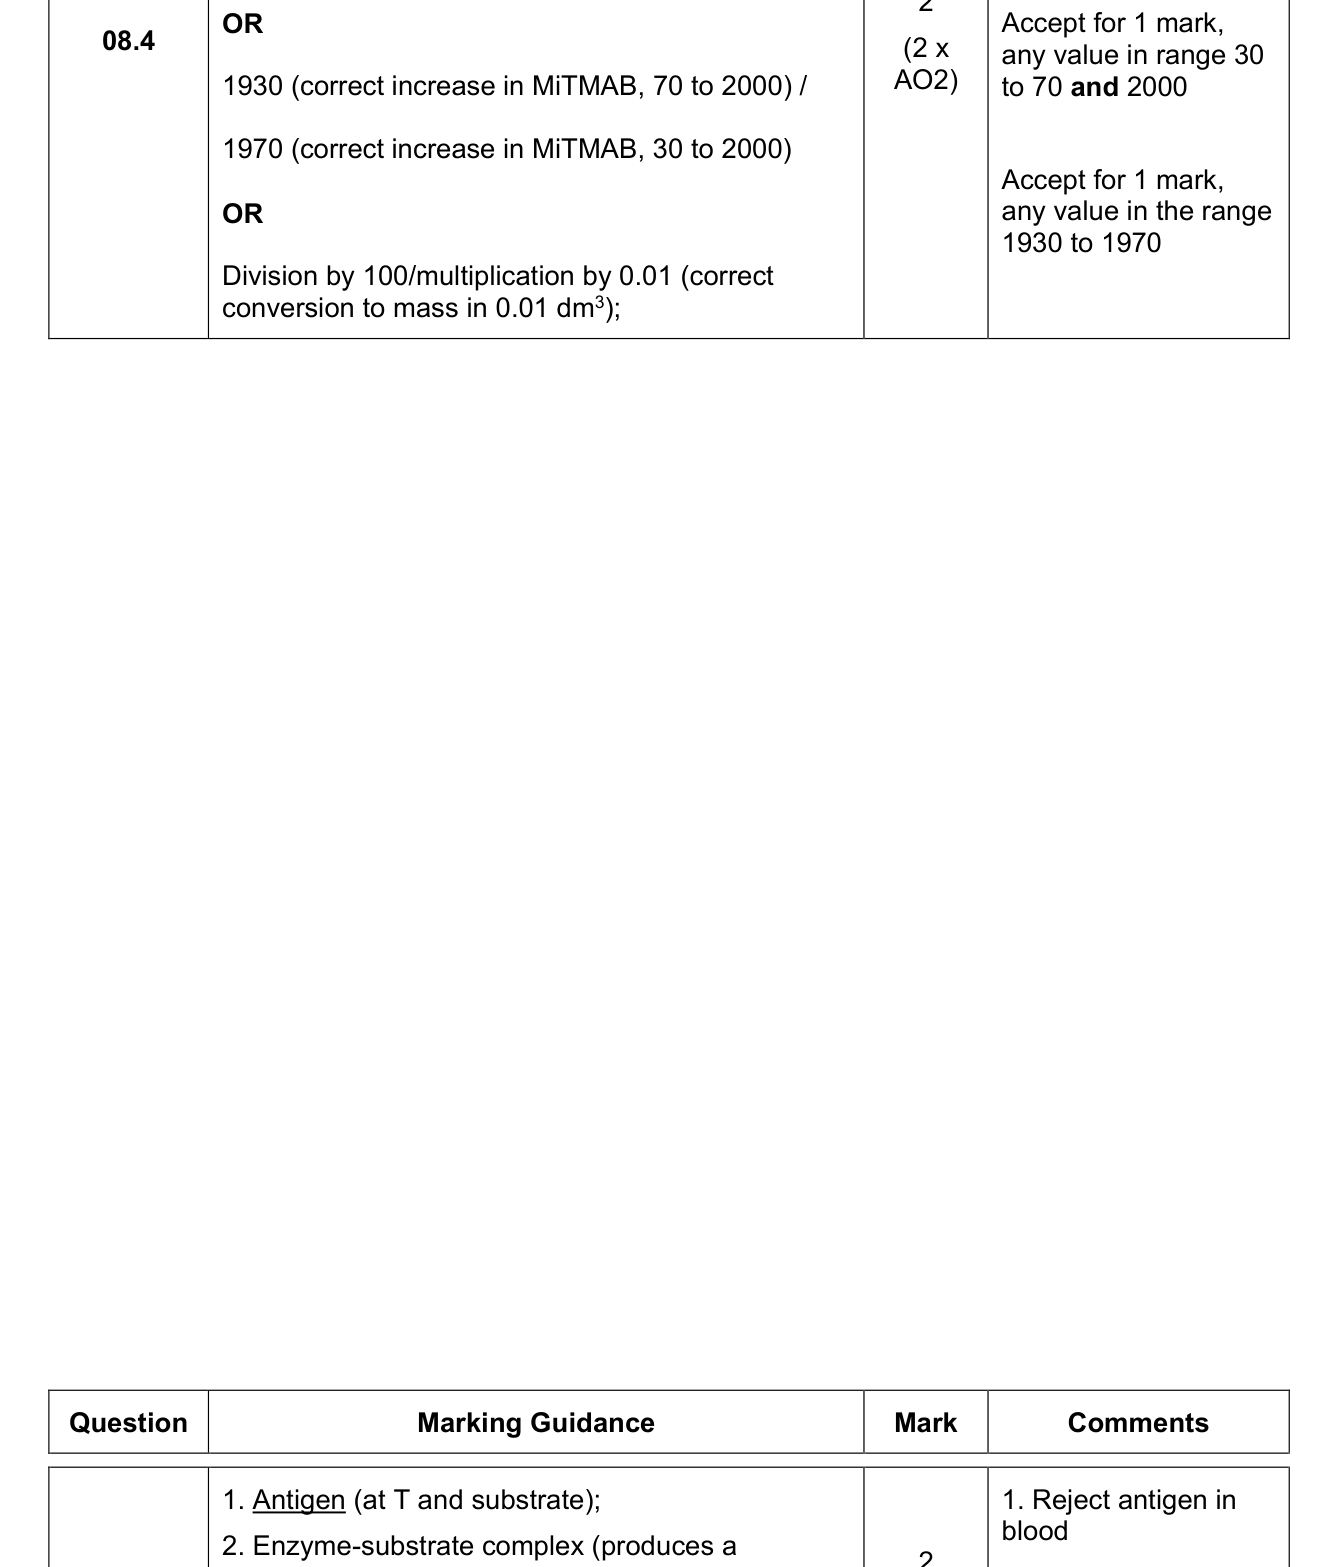 08.4
OR
1930 (correct increase in MiTMAB, 70 to 2000) /
1970 (correct increase in MiTMAB, 30 to 2000)
OR
Division by 100/multiplication by 0.01 (correct
conversion to mass in 0.01 dm³);
2
(2 x
AO2)
Accept for 1 mark,
any value in range 30
to 70 and 2000
Accept for 1 mark,
any value in the range
1930 to 1970
Question
Marking Guidance
Mark
Comments
1. Antigen (at T and substrate);
2. Enzyme-substrate complex (produces a
2
1. Reject antigen in
blood